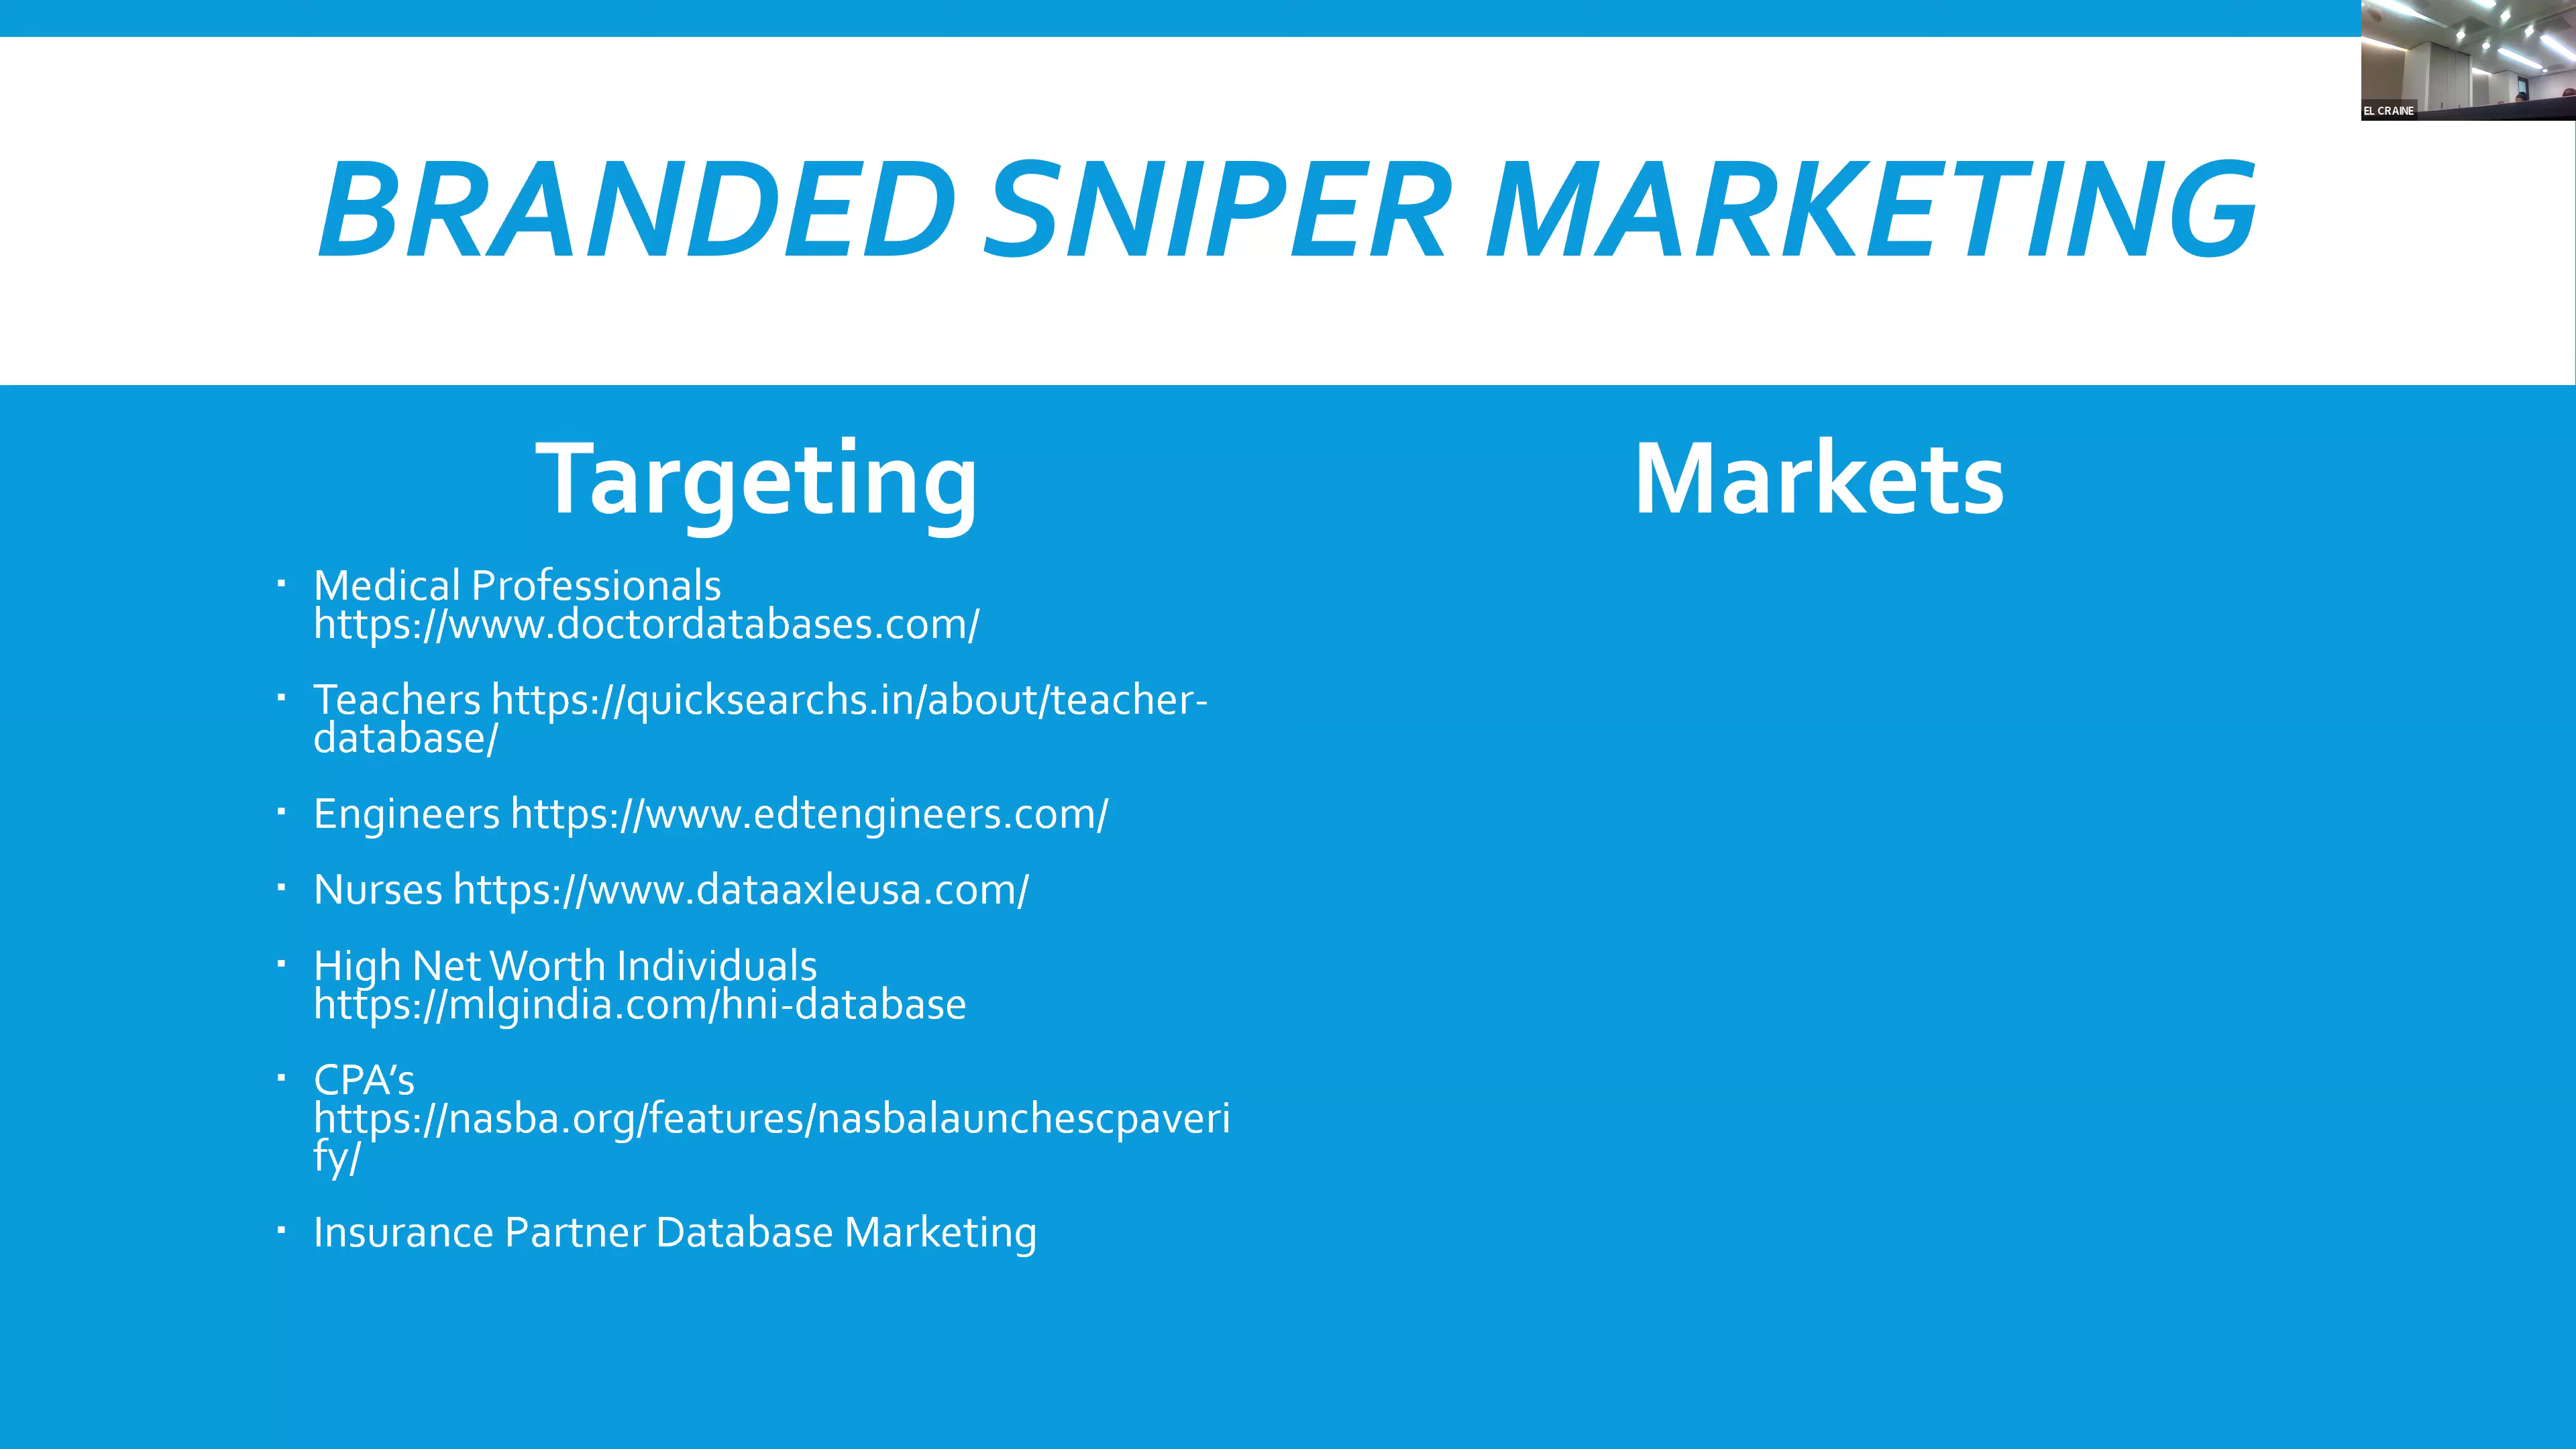 EL CRAINE
BRANDED SNIPER MARKETING
Targeting
Medical Professionals
https://www.doctordatabases.com/
Teachers https://quicksearchs.in/about/teacher-
database/
Engineers https://www.edtengineers.com/
Nurses https://www.dataaxleusa.com/
High Net Worth Individuals
https://mlgindia.com/hni-database
CPA’s
https://nasba.org/features/nasbalaunchescpaveri
fy/
Insurance Partner Database Marketing
Markets